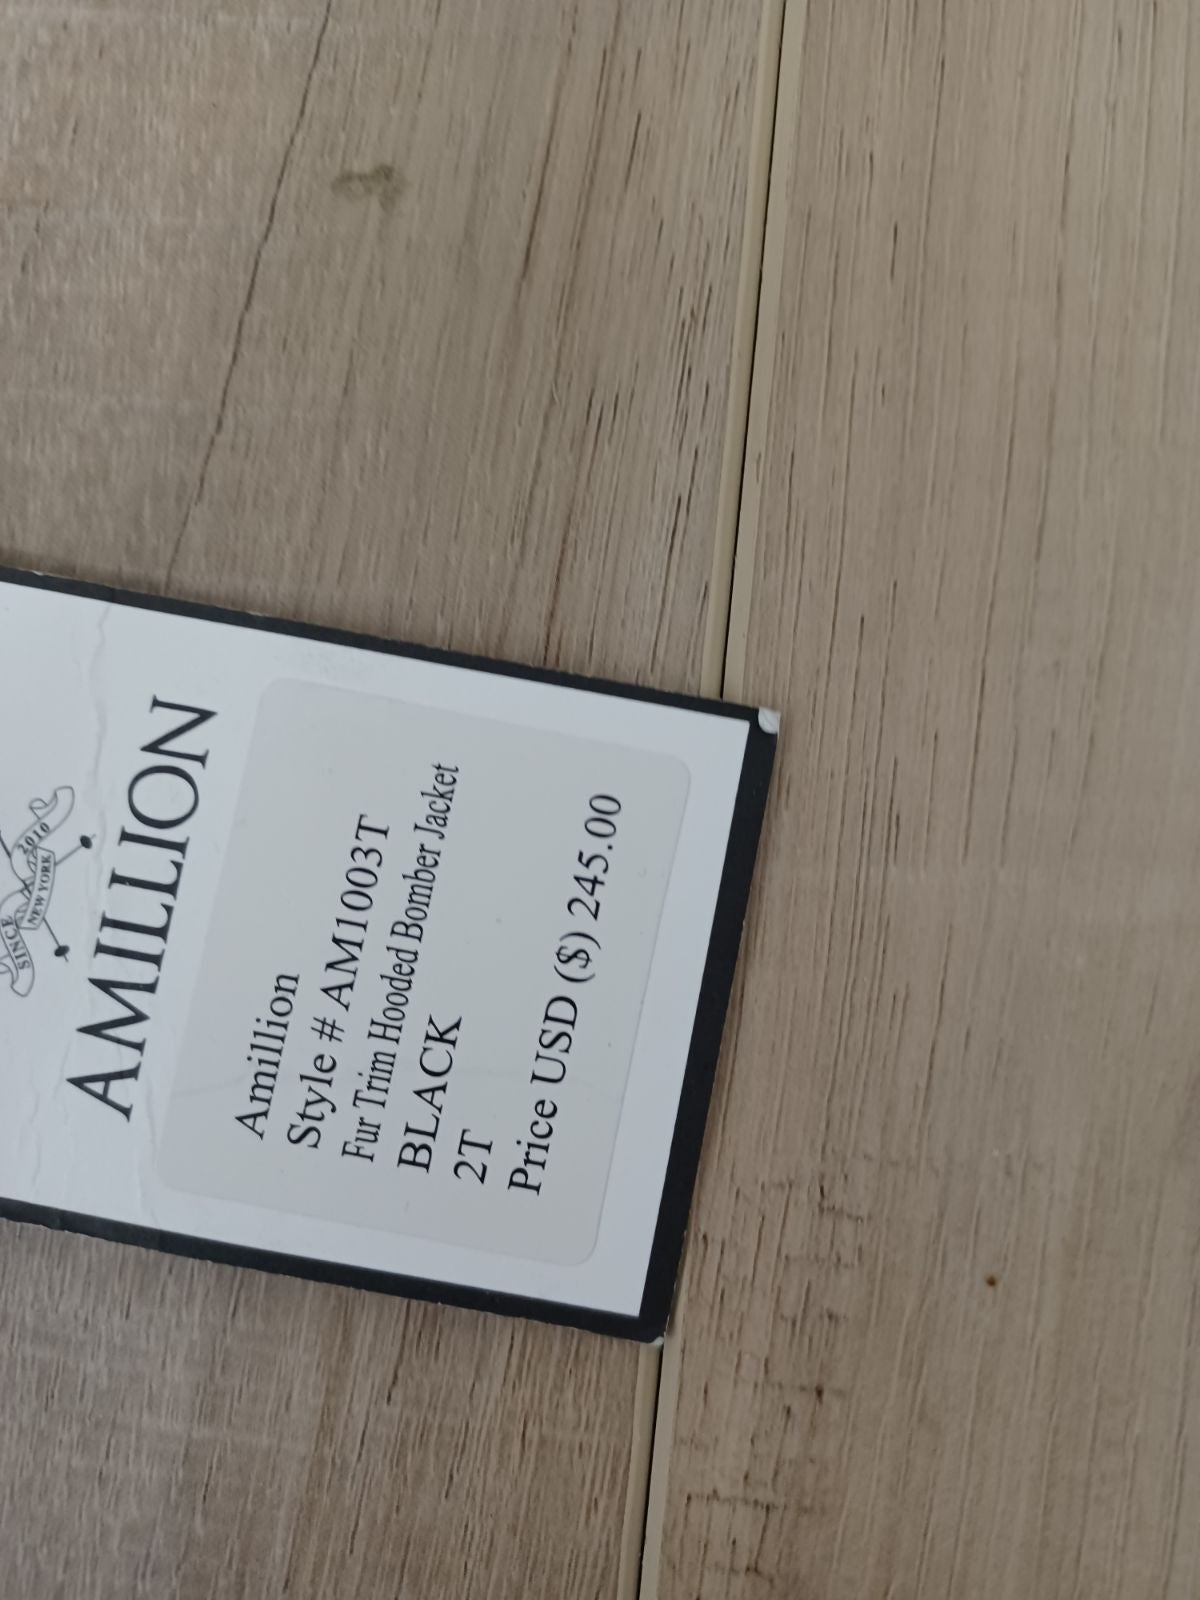 SINCE 2010
NEW YORK
AMILLION
Amillion
Style # AM1003T
Fur Trim Hooded Bomber Jacket
BLACK
2T
Price USD ($) 245.00